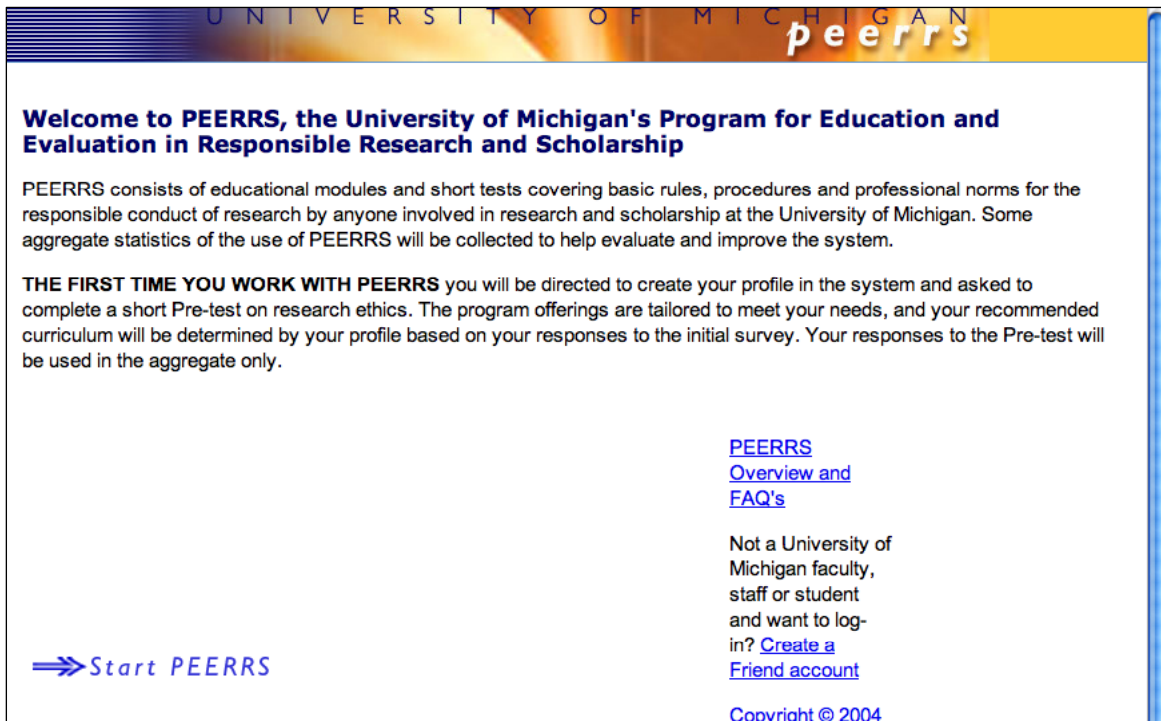 UNIVERSITY OF MICHIGAN
peerrs
Welcome to PEERRS, the University of Michigan's Program for Education and
Evaluation in Responsible Research and Scholarship
PEERRS consists of educational modules and short tests covering basic rules, procedures and professional norms for the
responsible conduct of research by anyone involved in research and scholarship at the University of Michigan. Some
aggregate statistics of the use of PEERRS will be collected to help evaluate and improve the system.
THE FIRST TIME YOU WORK WITH PEERRS you will be directed to create your profile in the system and asked to
complete a short Pre-test on research ethics. The program offerings are tailored to meet your needs, and your recommended
curriculum will be determined by your profile based on your responses to the initial survey. Your responses to the Pre-test will
be used in the aggregate only.
PEERRS
Overview and
FAQ's
Not a University of
Michigan faculty,
staff or student
and want to log-
in? Create a
Friend account
Start PEERRS
Copyright © 2004